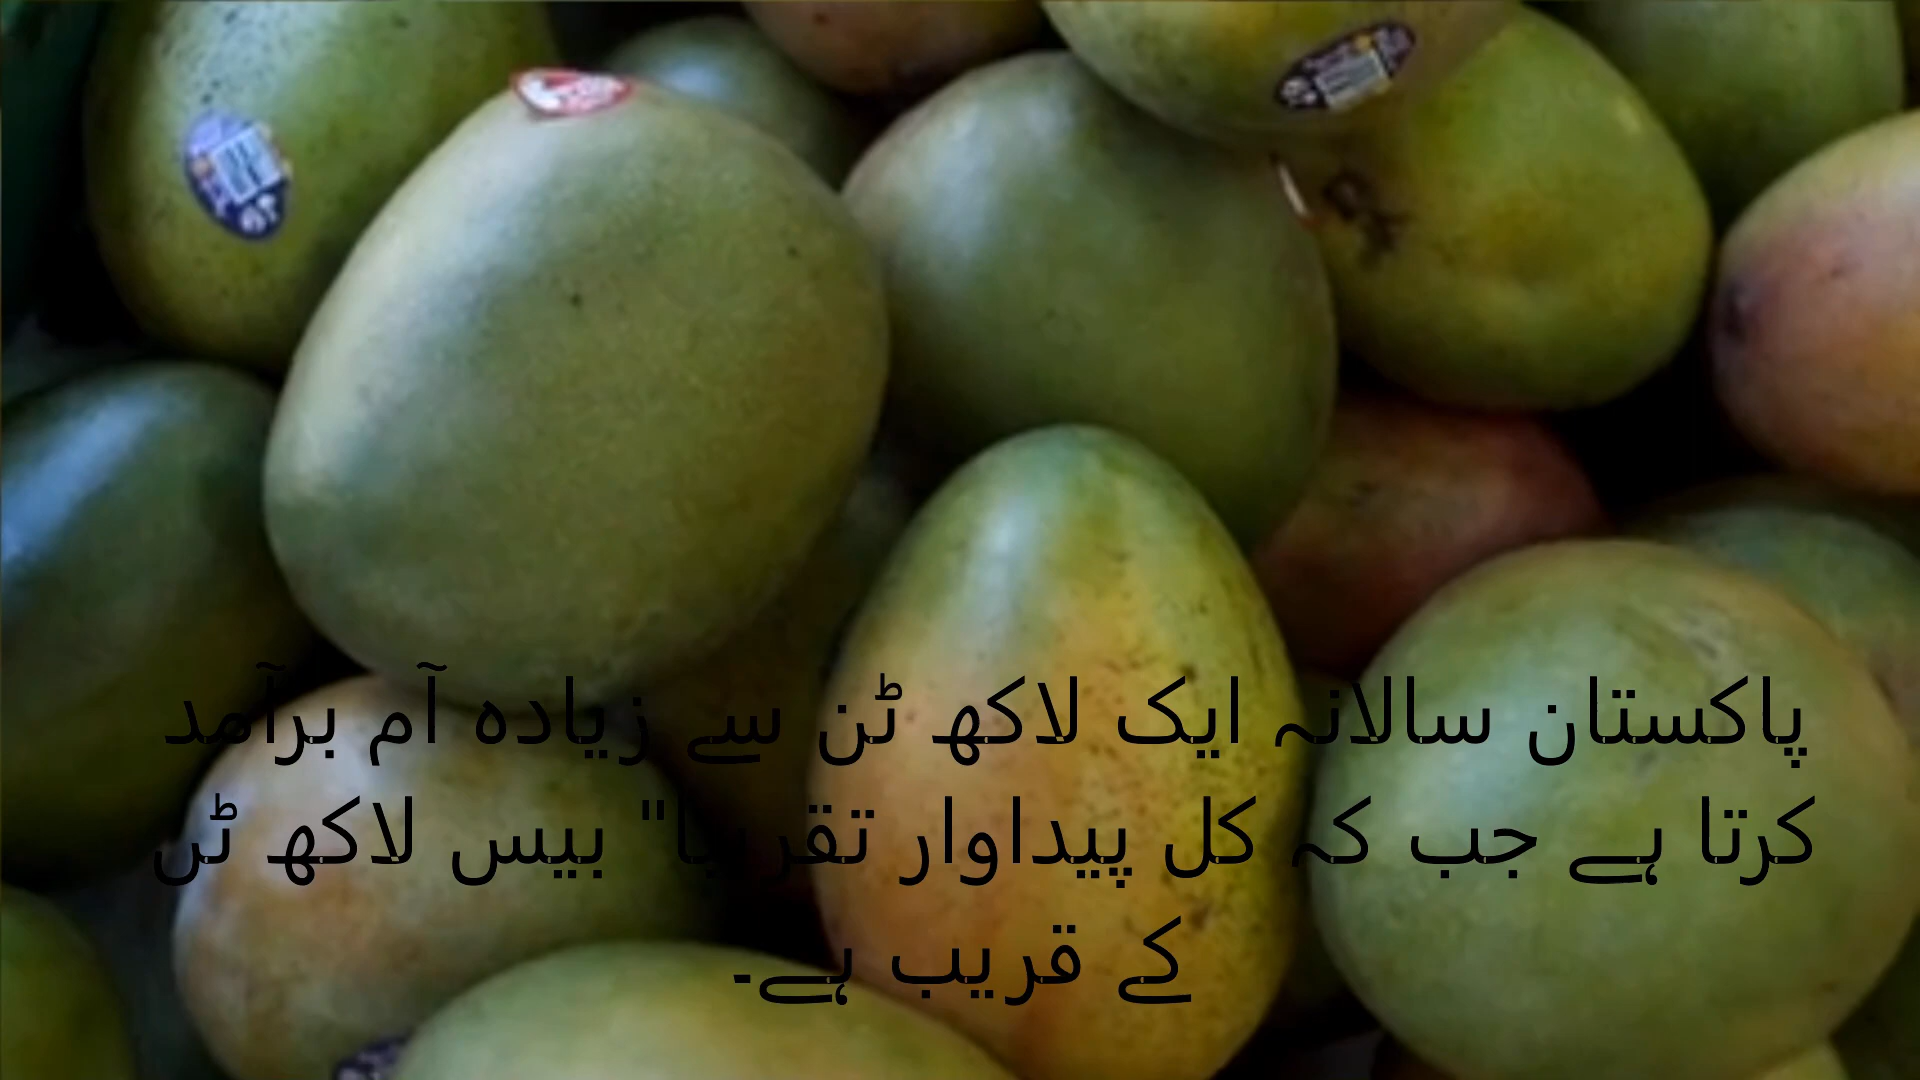 پاکستان سالانہ ایک لاکھ ٹن سے زیادہ آم برآمد
کرتا ہے جب کہ کل پیداوار تقریبا" بیس لاکھ ٹن
کے قریب ہے۔